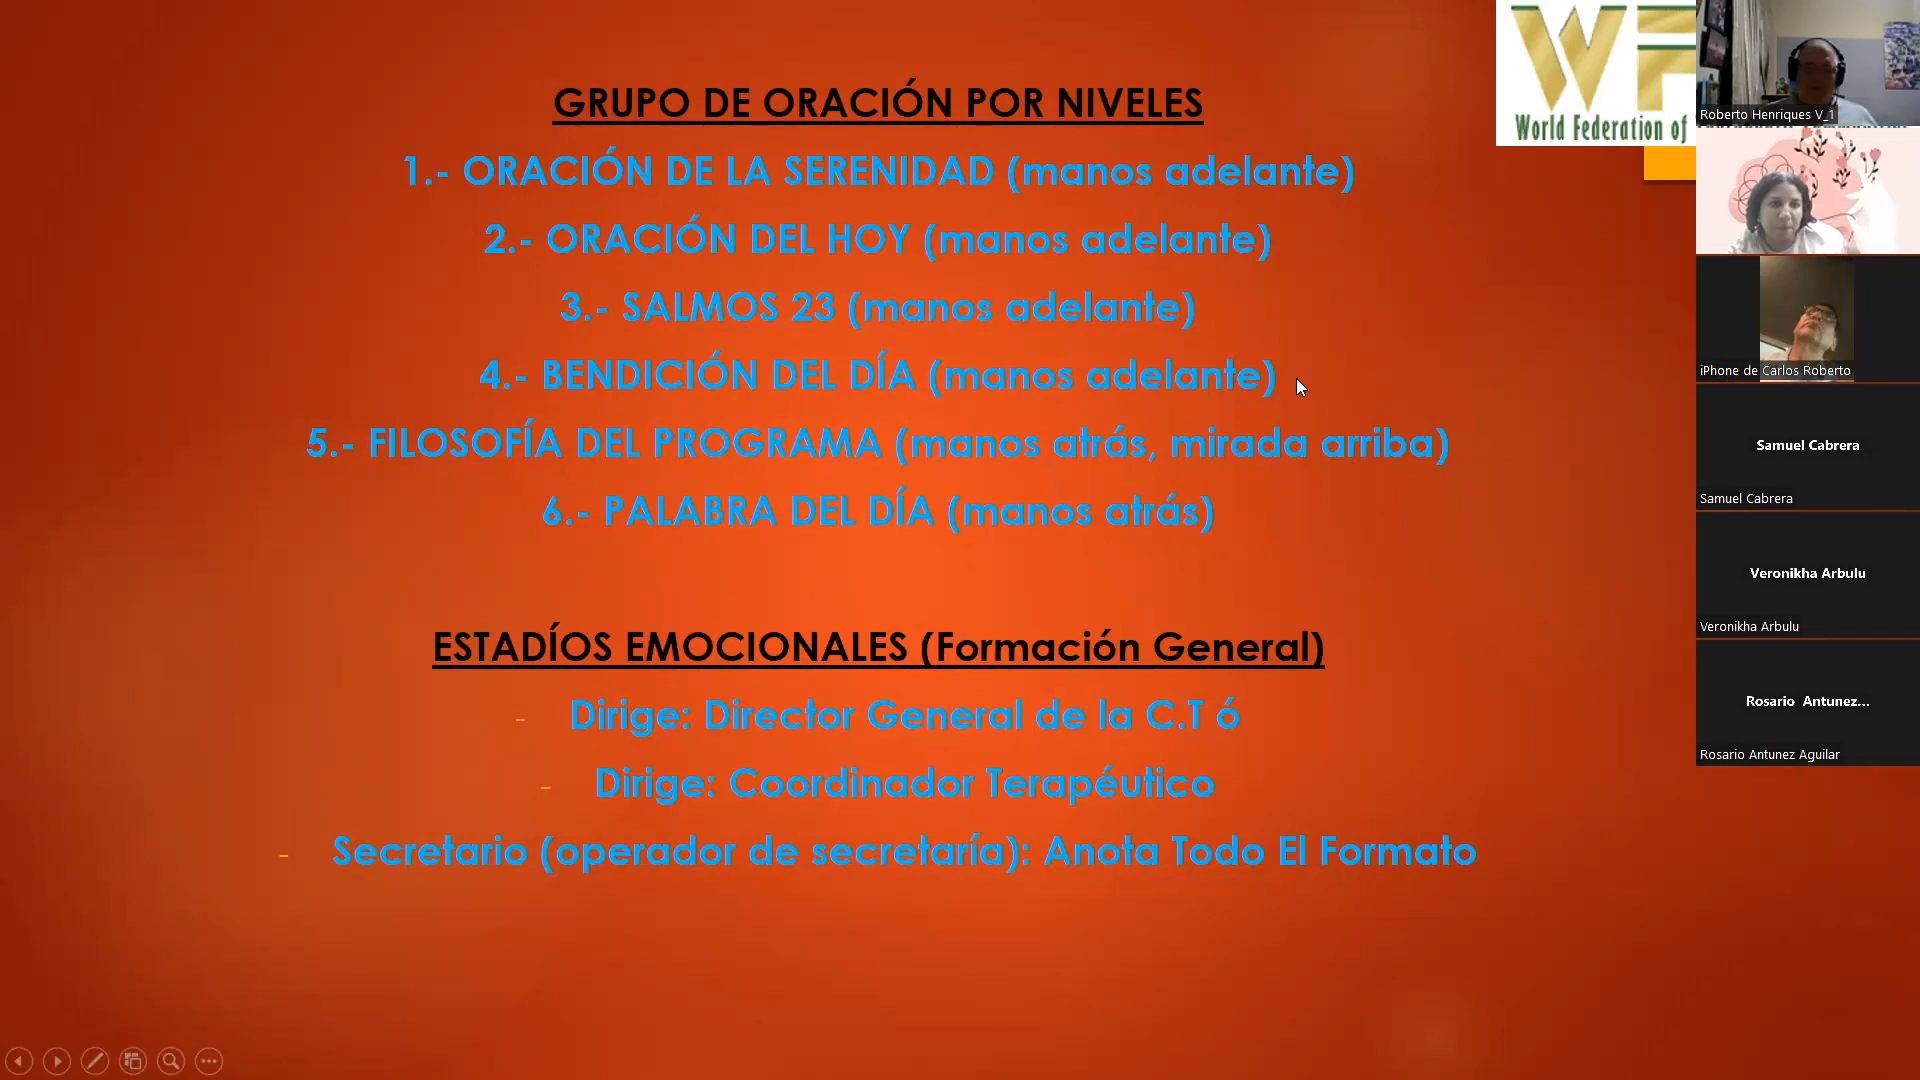 GRUPO DE ORACIÓN POR NIVELES
1.- ORACIÓN DE LA SERENIDAD (manos adelante)
2.- ORACIÓN DEL HOY (manos adelante)
3.- SALMOS 23 (manos adelante)
4.- BENDICIÓN DEL DÍA (manos adelante)
5.- FILOSOFÍA DEL PROGRAMA (manos atrás, mirada arriba)
6.- PALABRA DEL DÍA (manos atrás)
ESTADÍOS EMOCIONALES (Formación General)
- Dirige: Director General de la C.T ó
- Dirige: Coordinador Terapéutico
- Secretario (operador de secretaría): Anota Todo El Formato
WF
World Federation of
Roberto Henriques V_1
iPhone de Carlos Roberto
Samuel Cabrera
Samuel Cabrera
Veronikha Arbulu
Veronikha Arbulu
Rosario Antunez...
Rosario Antunez Aguilar